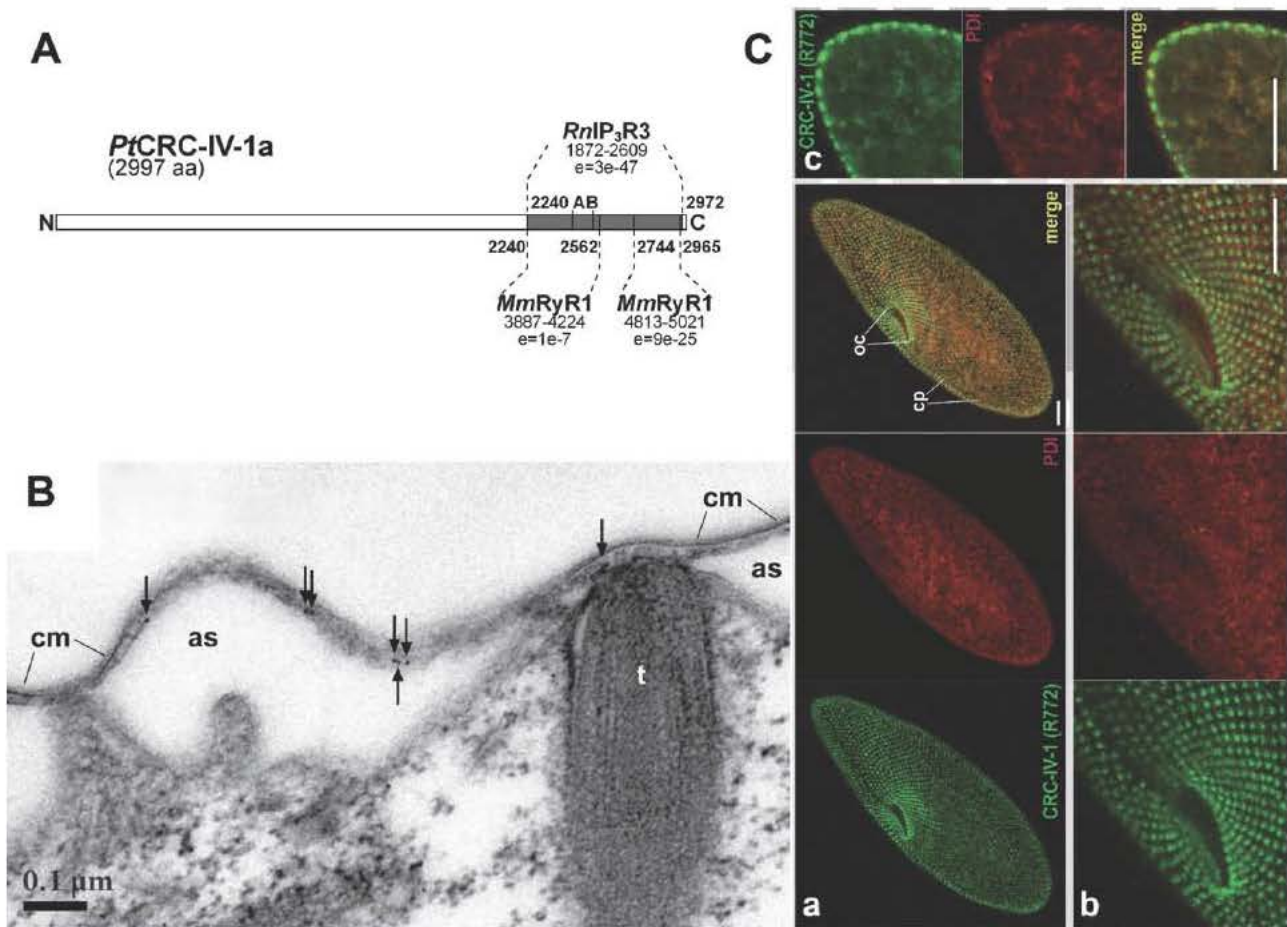 A
PtCRC-IV-1a
(2997 aa)
RnIP₃R3
1872-2609
e=3e-47
2240 AB
2972
N
C
2240
2562
2744
2965
MmRyR1
3887-4224
e=1e-7
MmRyR1
4813-5021
e=9e-25
B
cm
as
cm
as
t
0.1 µm
C
CRC-IV-1 (R772)
PDI
merge
c
merge
oc
cp
PDI
CRC-IV-1 (R772)
a
b